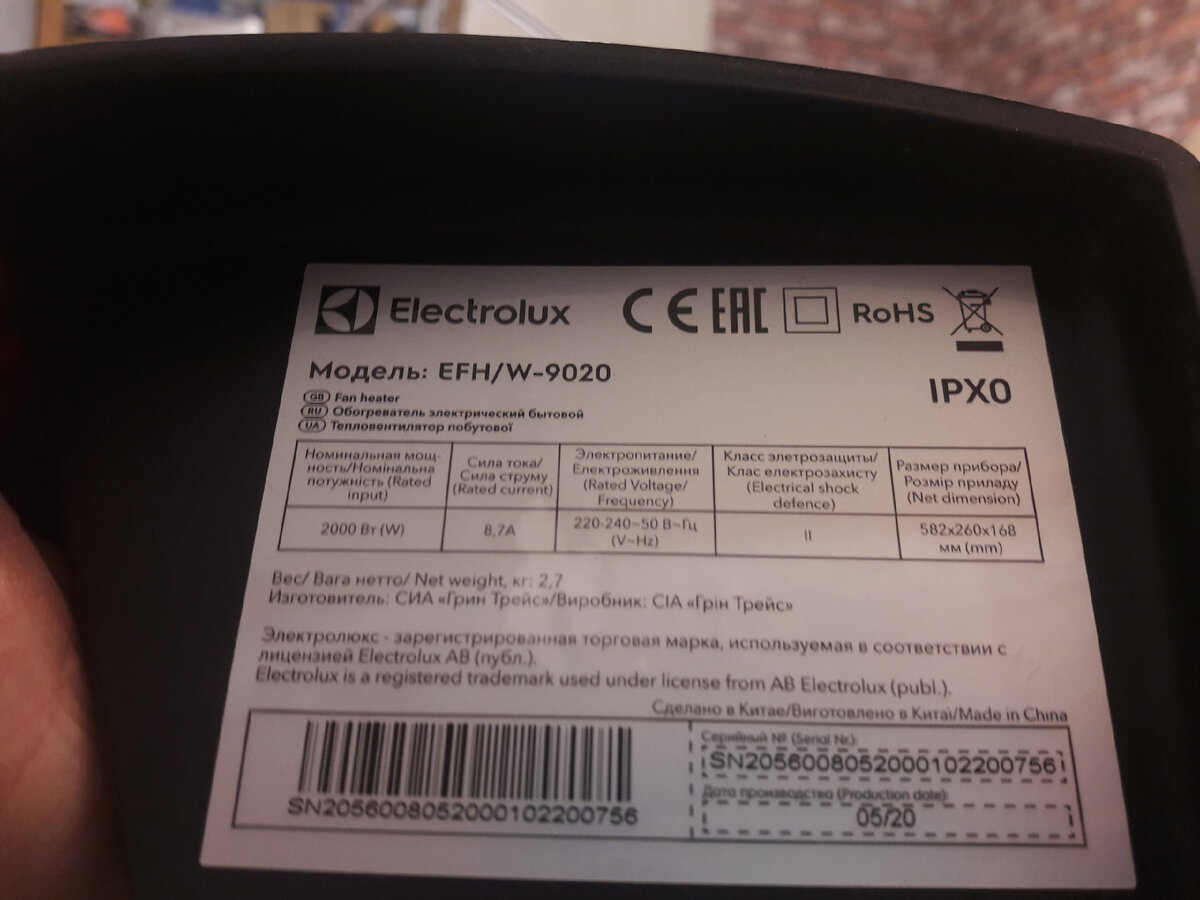 Electrolux CE EAC RoHS
Модель: EFH/W-9020
IPX0
GB Fan heater
RU Обогреватель электрический бытовой
UA Тепловентилятор побутової
Номинальная мощ-
ность/Номінальна
потужність (Rated
input)
Сила тока/
Сила струму
(Rated current)
Электропитание/
Електроживлення
(Rated Voltage/
Frequency)
Класс элетрозащиты/
Клас електрозахисту
(Electrical shock
defence)
Размер прибора/
Розмір приладу
(Net dimension)
2000 Вт (W)
8,7А
220-240~50 В~Гц
(V~Hz)
II
582x260x168
мм (mm)
Вес/ Вага нетто/ Net weight, кг: 2,7
Изготовитель: СИА «Грин Трейс»/Виробник: СІА «Грін Трейс»
Электролюкс - зарегистрированная торговая марка, используемая в соответствии с
лицензией Electrolux AB (публ.).
Electrolux is a registered trademark used under license from AB Electrolux (publ.).
Сделано в Китае/Виготовлено в Китаї/Made in China
SN2056008052000102200756
Серийный № (Serial Nr):
SN2056008052000102200756
Дата производства (Production date):
05/20